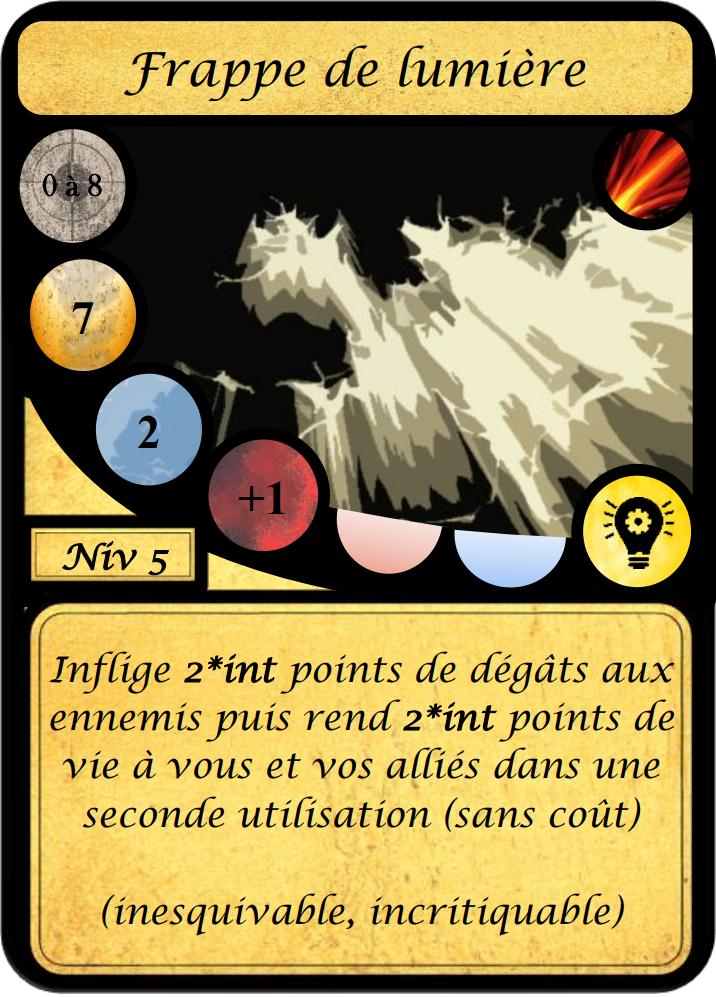 Frappe de lumière
0 à 8
7
2
+1
Niv 5
Inflige 2*int points de dégâts aux
ennemis puis rend 2*int points de
vie à vous et vos alliés dans une
seconde utilisation (sans coût)
(inesquivable, incritiquable)